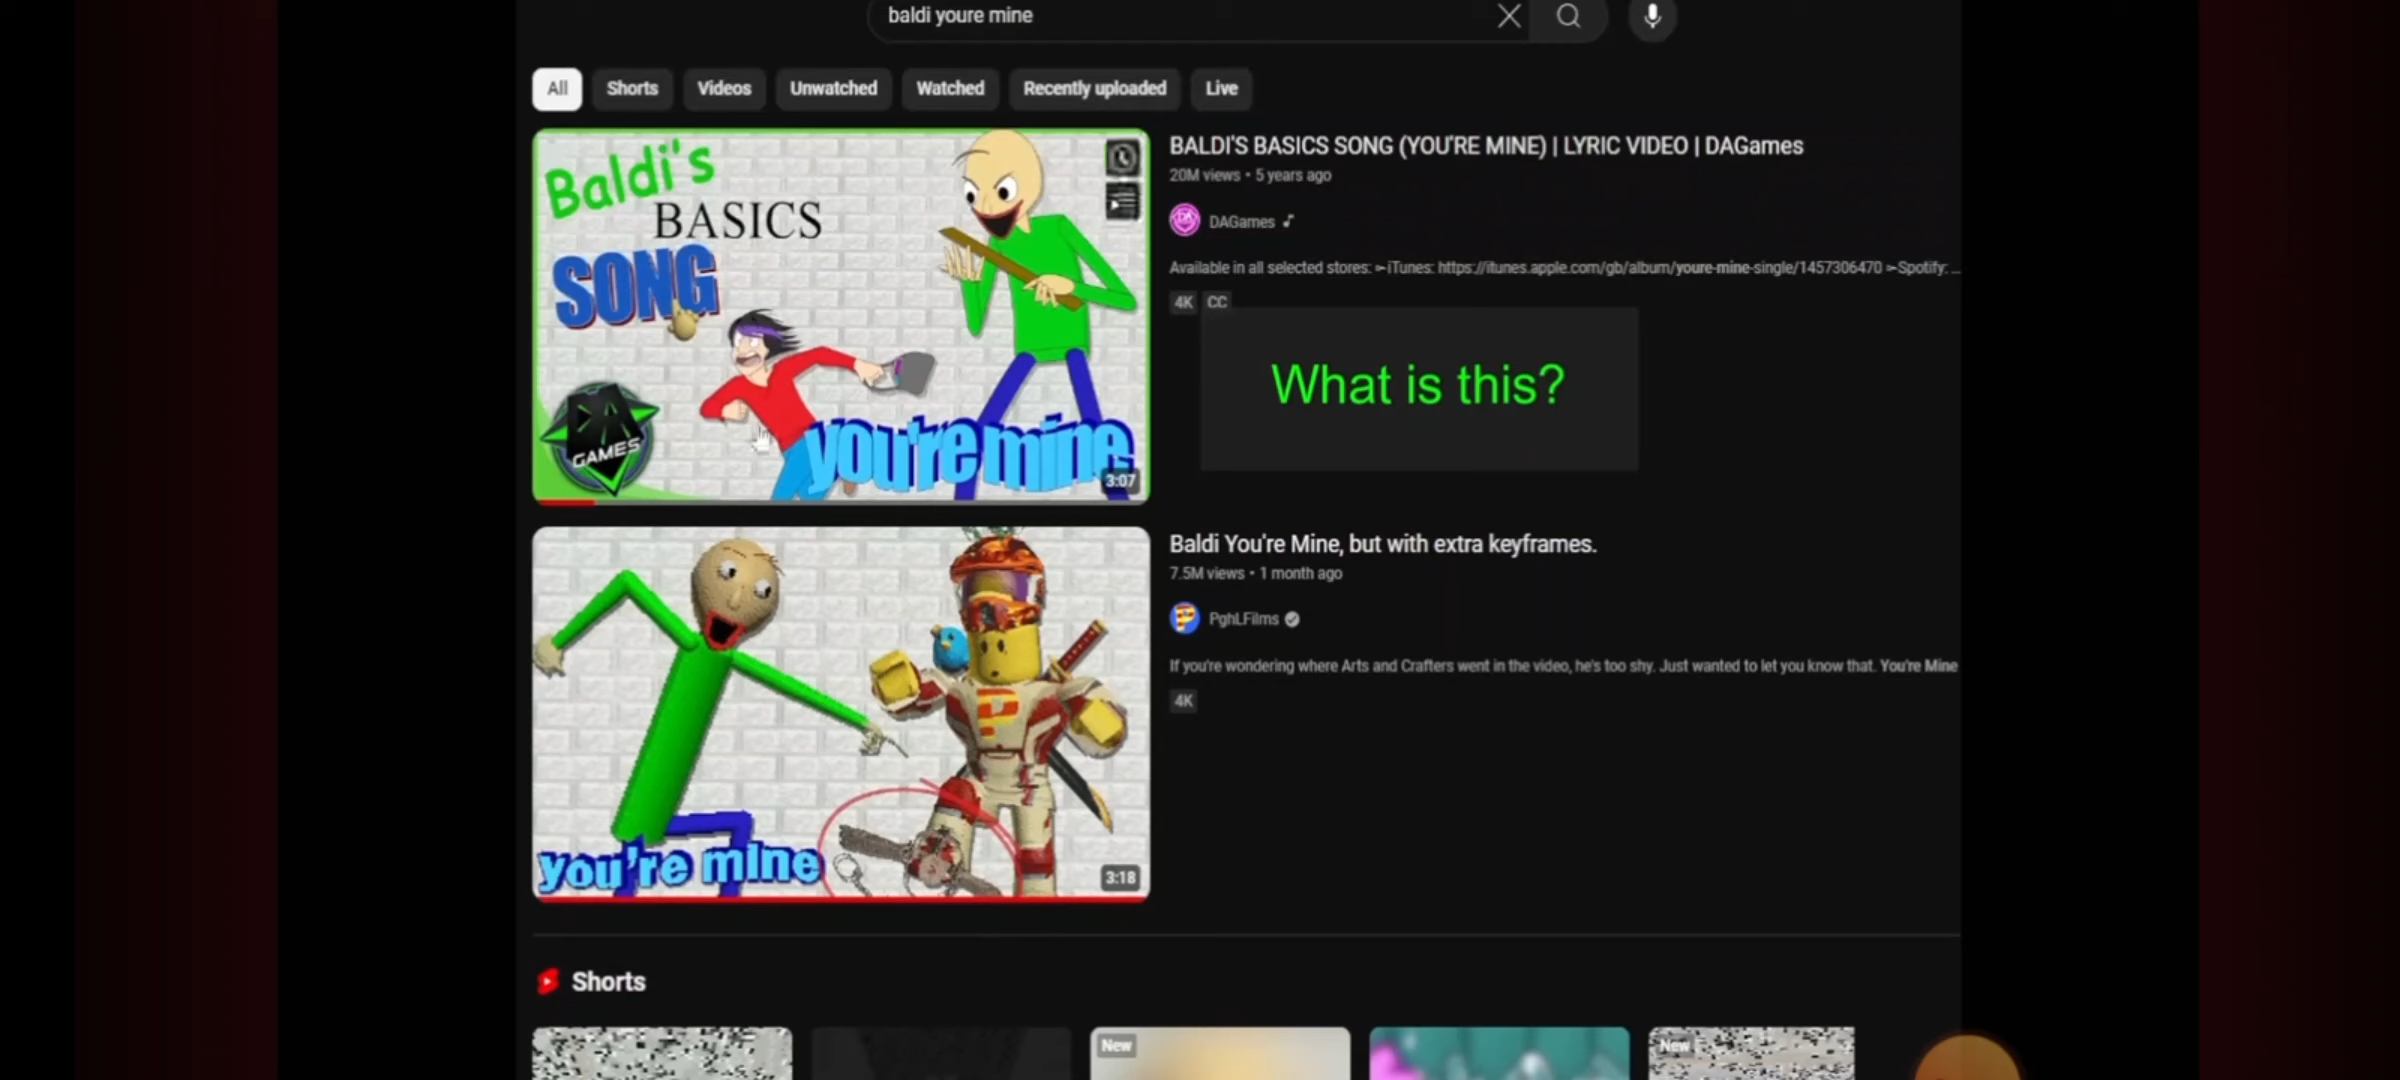 baldi youre mine
All Shorts Videos Unwatched Watched Recently uploaded Live
Baldi's
BASICS
SONG
DA
GAMES
you're mine
3:07
BALDI'S BASICS SONG (YOU'RE MINE) | LYRIC VIDEO | DAGames
20M views • 5 years ago
DAGames
Available in all selected stores: ➤iTunes: https://itunes.apple.com/gb/album/youre-mine-single/1457306470 ➤Spotify: ...
4K CC
What is this?
you're mine
P
3:18
Baldi You're Mine, but with extra keyframes.
7.5M views • 1 month ago
PghLFilms
If you're wondering where Arts and Crafters went in the video, he's too shy. Just wanted to let you know that. You're Mine
4K
Shorts
New
New